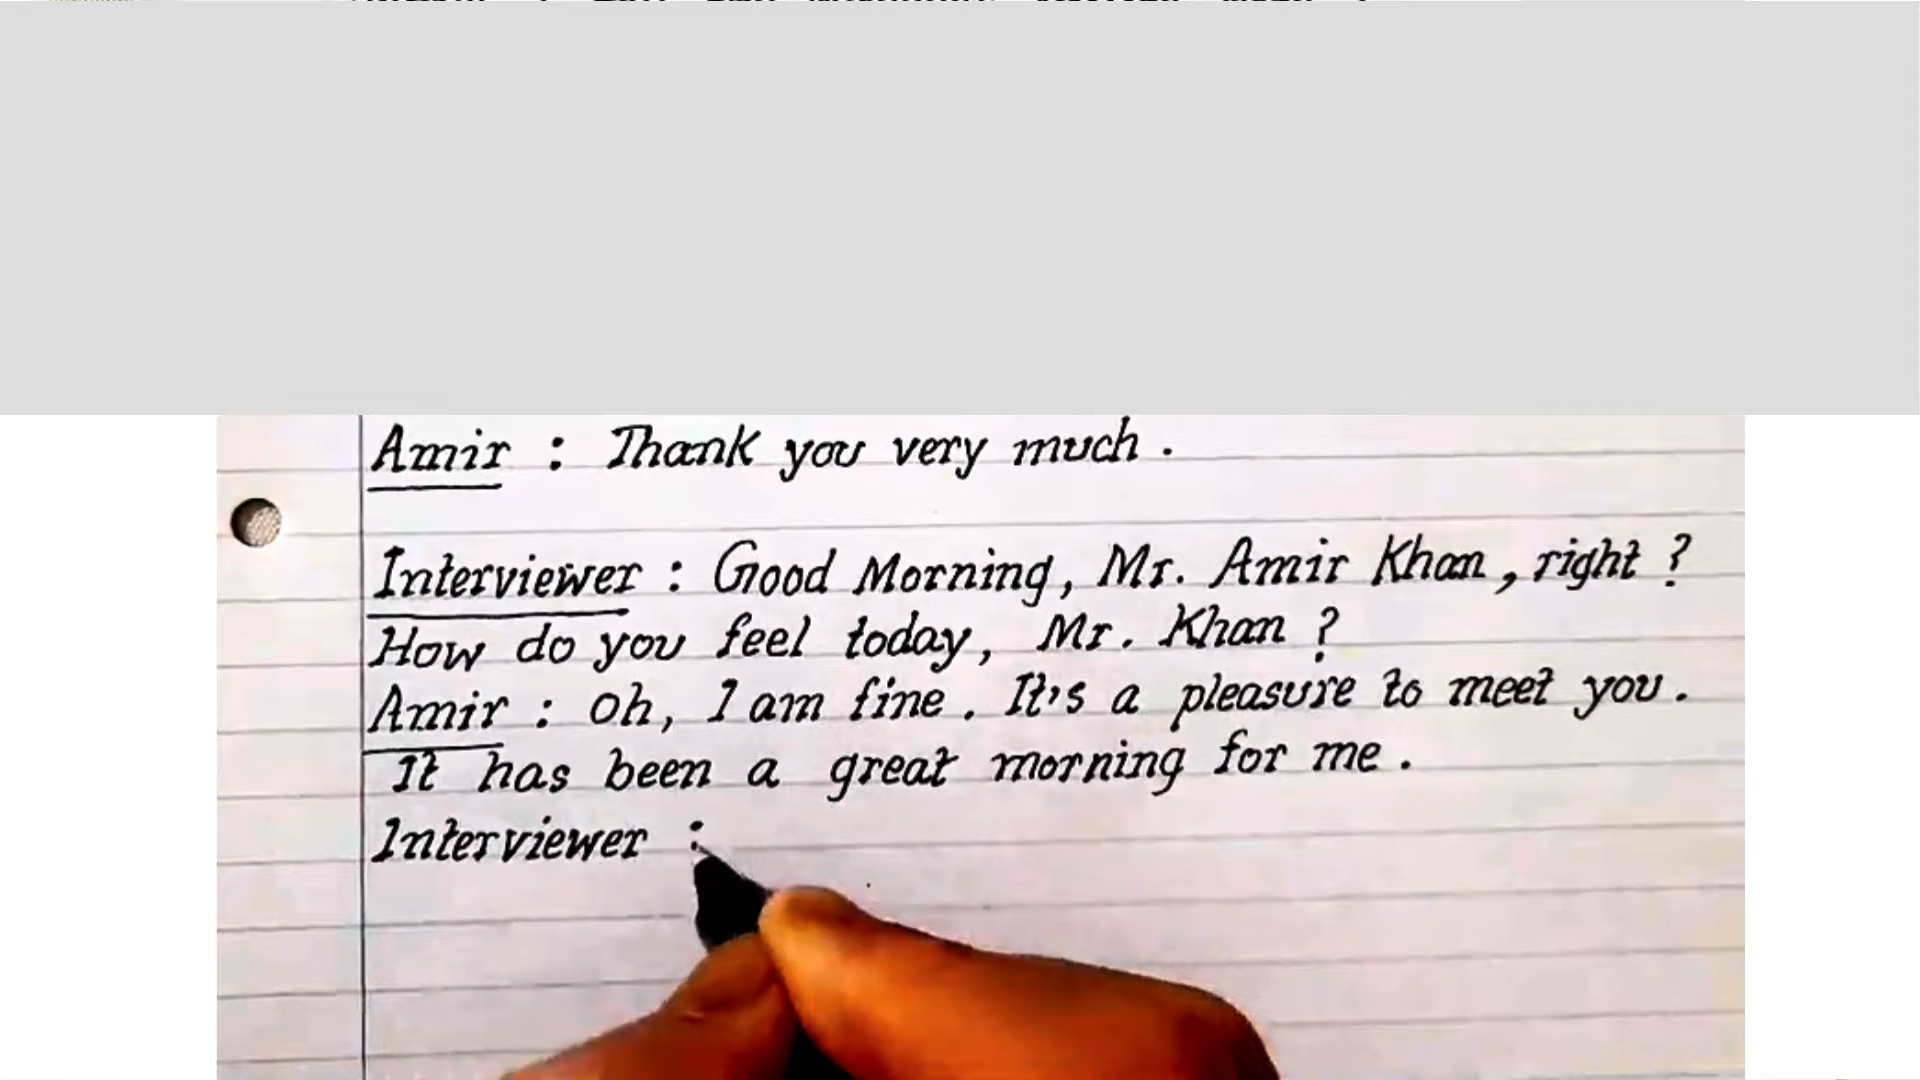 Amir : Thank you very much .
Interviewer : Good Morning, Mr. Amir Khan, right ?
How do you feel today, Mr. Khan ?
Amir : Oh, I am fine . It's a pleasure to meet you .
It has been a great morning for me .
Interviewer :